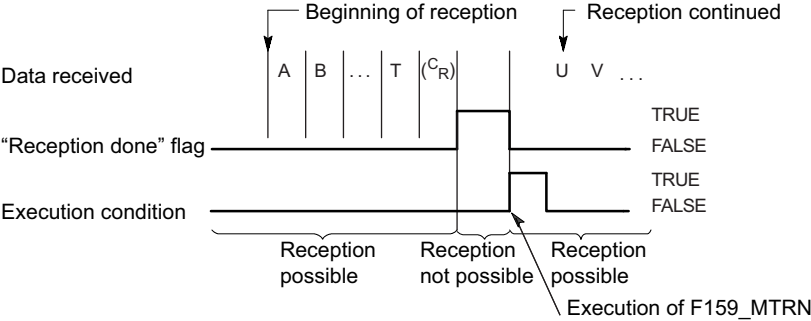 Beginning of reception
Reception continued
Data received
A B ... T (CR) U V ...
TRUE
"Reception done" flag
FALSE
TRUE
Execution condition
FALSE
Reception possible
Reception not possible
Reception possible
Execution of F159_MTRN